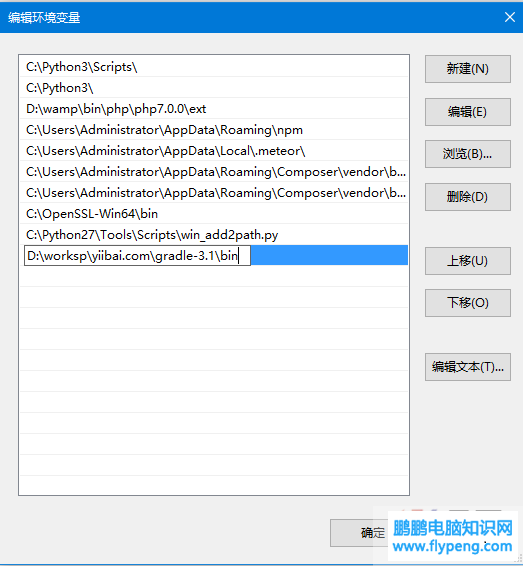 编辑环境变量
C:\Python3\Scripts\
C:\Python3\
D:\wamp\bin\php\php7.0.0\ext
C:\Users\Administrator\AppData\Roaming\npm
C:\Users\Administrator\AppData\Local\.meteor\
C:\Users\Administrator\AppData\Roaming\Composer\vendor\b...
C:\Users\Administrator\AppData\Roaming\Composer\vendor\b...
C:\OpenSSL-Win64\bin
C:\Python27\Tools\Scripts\win_add2path.py
D:\worksp\yiibai.com\gradle-3.1\bin
新建(N)
编辑(E)
浏览(B)...
删除(D)
上移(U)
下移(O)
编辑文本(T)...
确定
鹏鹏电脑知识网
www.flypeng.com